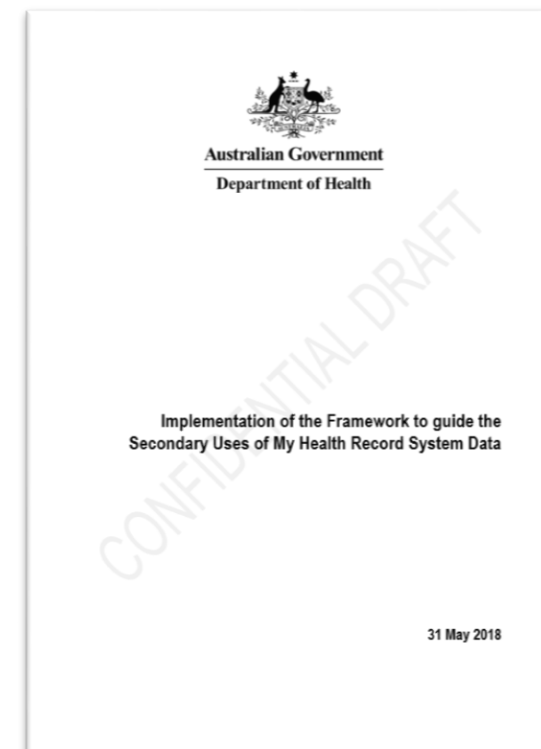 Australian Government
Department of Health
CONFIDENTIAL DRAFT
Implementation of the Framework to guide the
Secondary Uses of My Health Record System Data
31 May 2018